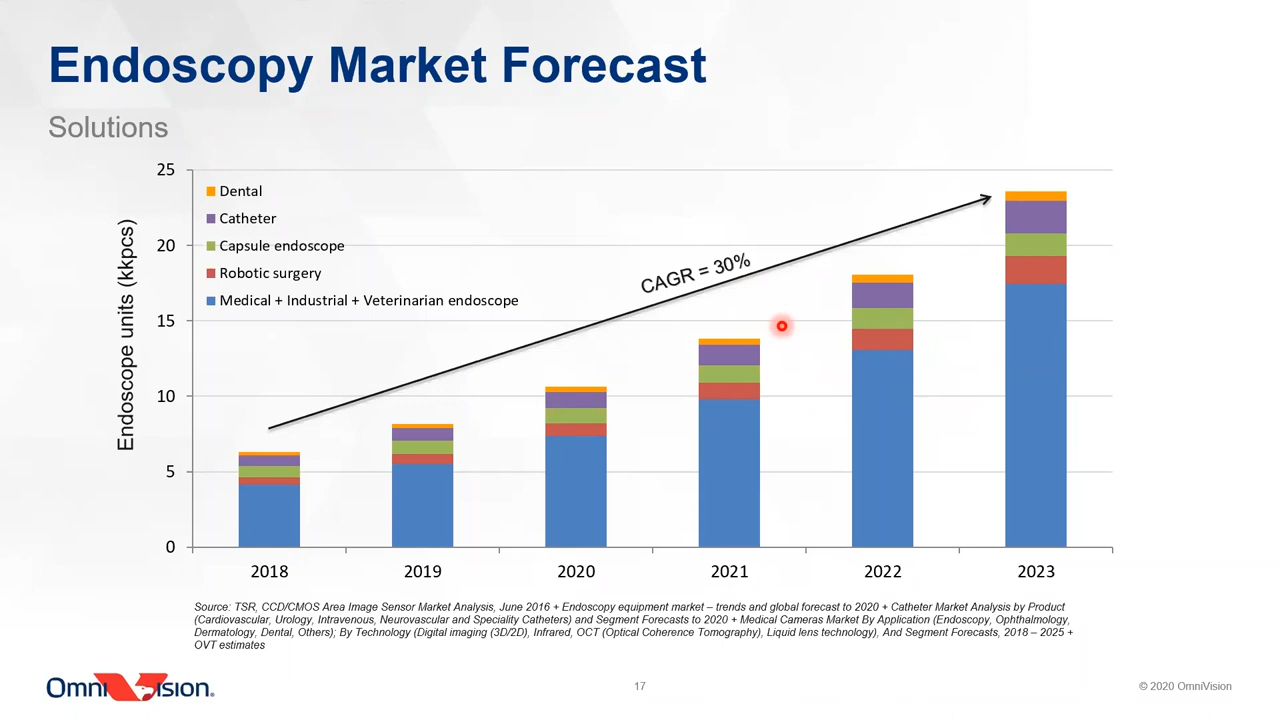 Endoscopy Market Forecast
Solutions
Endoscope units (kkpcs)
25
20
15
10
5
0
Dental
Catheter
Capsule endoscope
Robotic surgery
Medical + Industrial + Veterinarian endoscope
CAGR = 30%
2018 2019 2020 2021 2022 2023
Source: TSR, CCD/CMOS Area Image Sensor Market Analysis, June 2016 + Endoscopy equipment market – trends and global forecast to 2020 + Catheter Market Analysis by Product
(Cardiovascular, Urology, Intravenous, Neurovascular and Speciality Catheters) and Segment Forecasts to 2020 + Medical Cameras Market By Application (Endoscopy, Ophthalmology,
Dermatology, Dental, Others); By Technology (Digital imaging (3D/2D), Infrared, OCT (Optical Coherence Tomography), Liquid lens technology), And Segment Forecasts, 2018 – 2025 +
OVT estimates
OmniVision.
17
© 2020 OmniVision